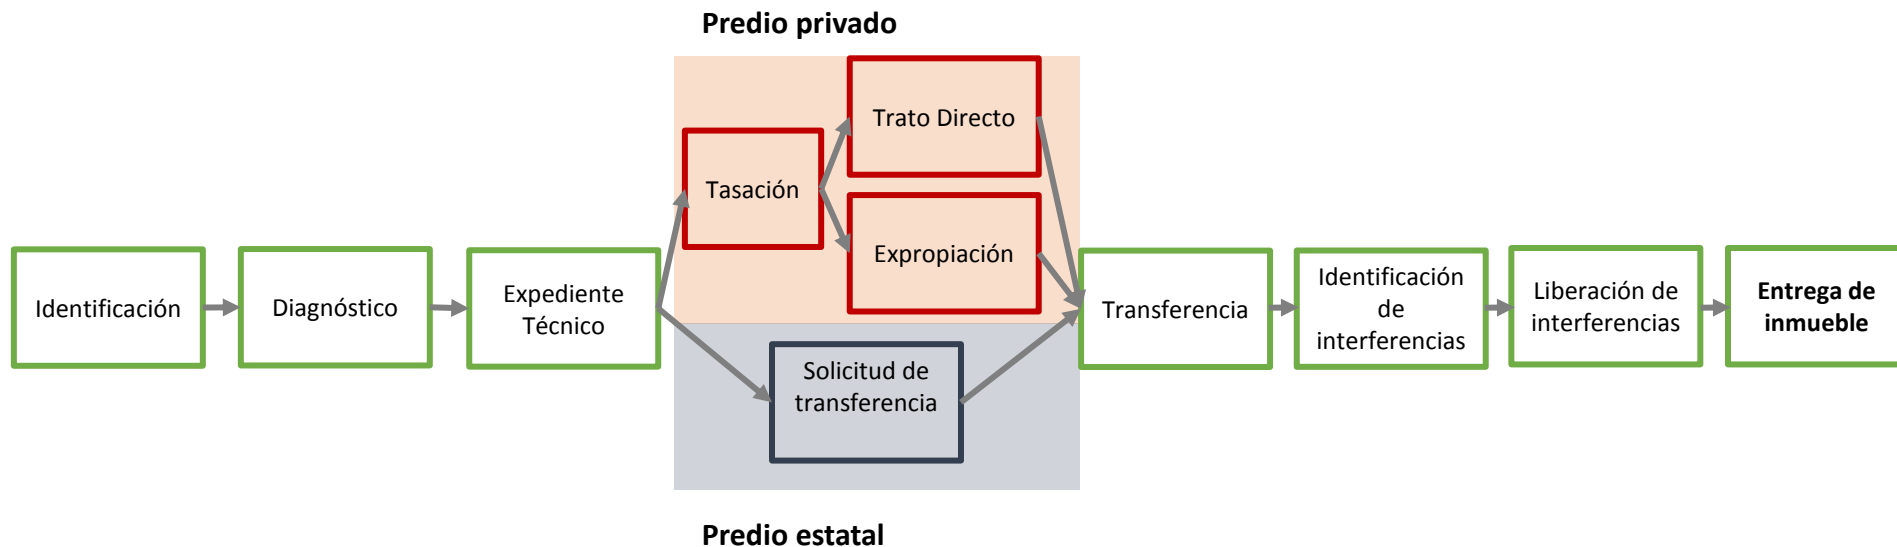 Predio privado
Identificación
Diagnóstico
Expediente
Técnico
Tasación
Trato Directo
Expropiación
Solicitud de
transferencia
Transferencia
Identificación
de
interferencias
Liberación de
interferencias
Entrega de
inmueble
Predio estatal